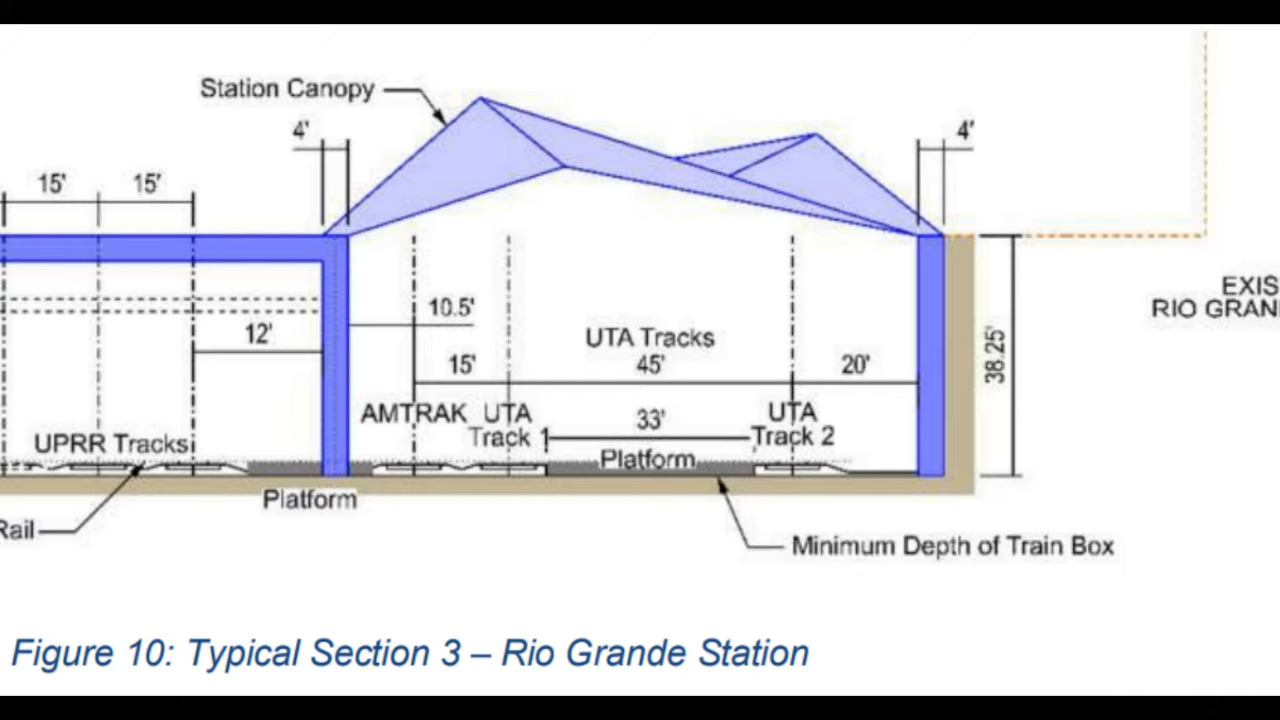 Station Canopy
4'
4'
15'
15'
10.5'
12'
UTA Tracks
15'
45'
20'
38.25'
RIO
AMTRAK
UTA
Track 1
33'
UTA
Track 2
UPRR Tracks
Platform
Platform
Rail
Minimum Depth of Train Box
Figure 10: Typical Section 3 – Rio Grande Station